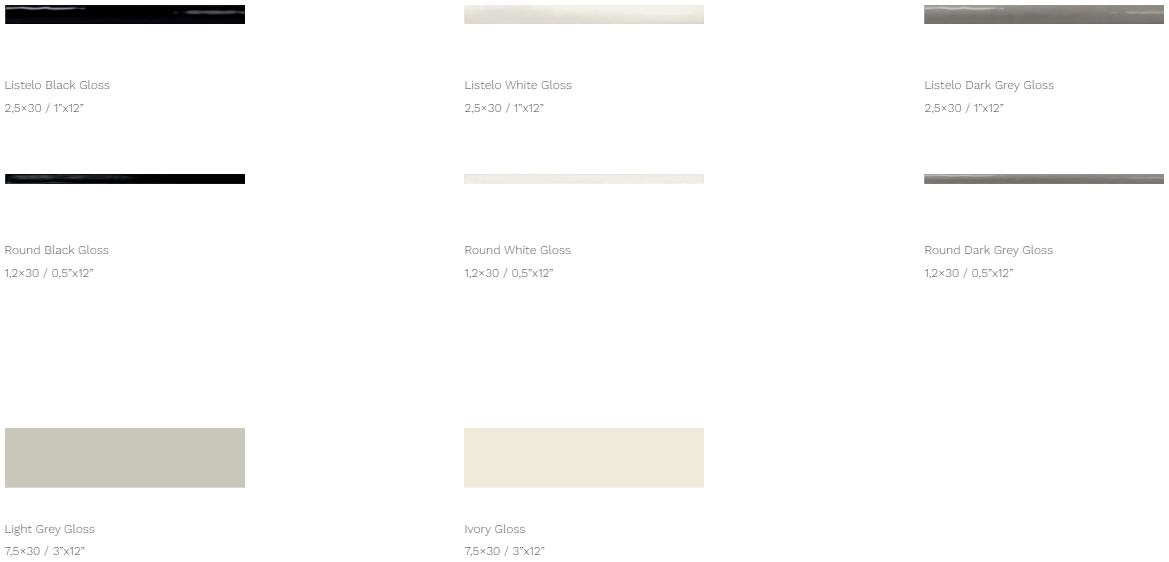 Listelo Black Gloss
2,5×30 / 1”x12”
Listelo White Gloss
2,5×30 / 1”x12”
Listelo Dark Grey Gloss
2,5×30 / 1”x12”
Round Black Gloss
1,2×30 / 0,5”x12”
Round White Gloss
1,2×30 / 0,5”x12”
Round Dark Grey Gloss
1,2×30 / 0,5”x12”
Light Grey Gloss
7,5×30 / 3”x12”
Ivory Gloss
7,5×30 / 3”x12”